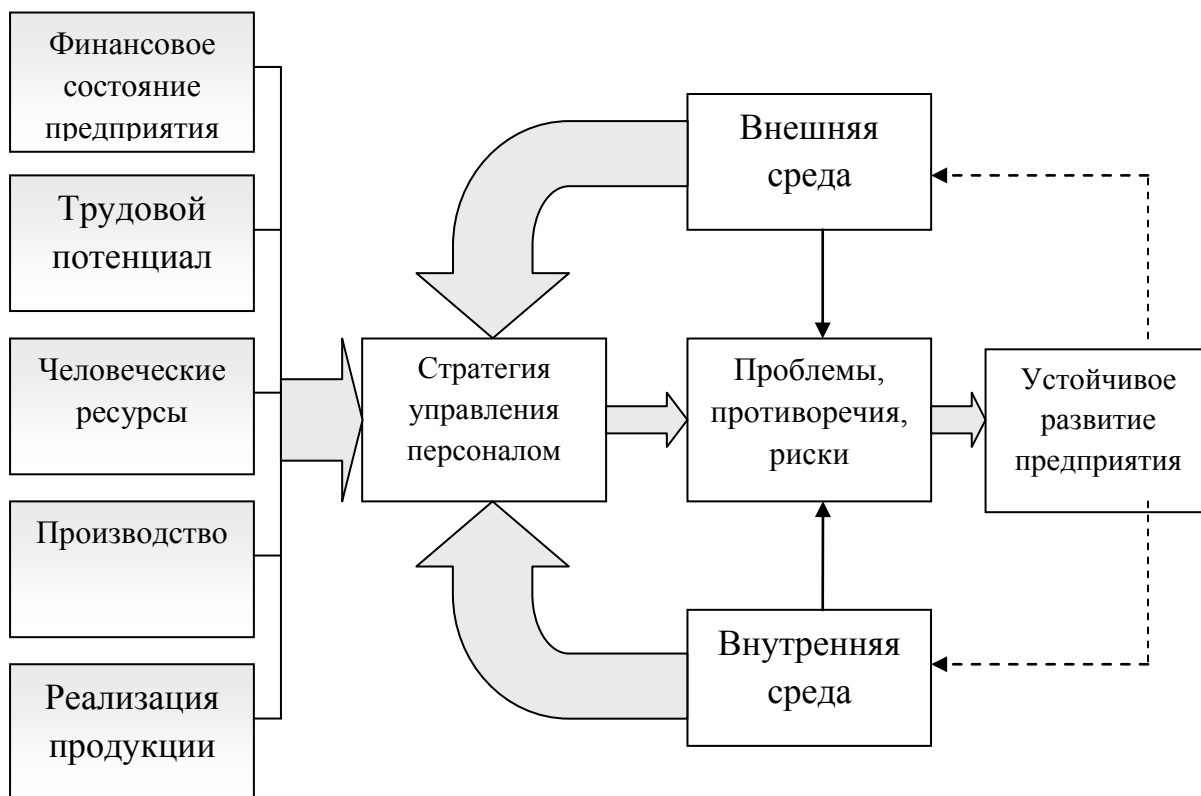 Финансовое
состояние
предприятия
Трудовой
потенциал
Человеческие
ресурсы
Производство
Реализация
продукции
Стратегия
управления
персоналом
Внешняя
среда
Проблемы,
противоречия,
риски
Внутренняя
среда
Устойчивое
развитие
предприятия